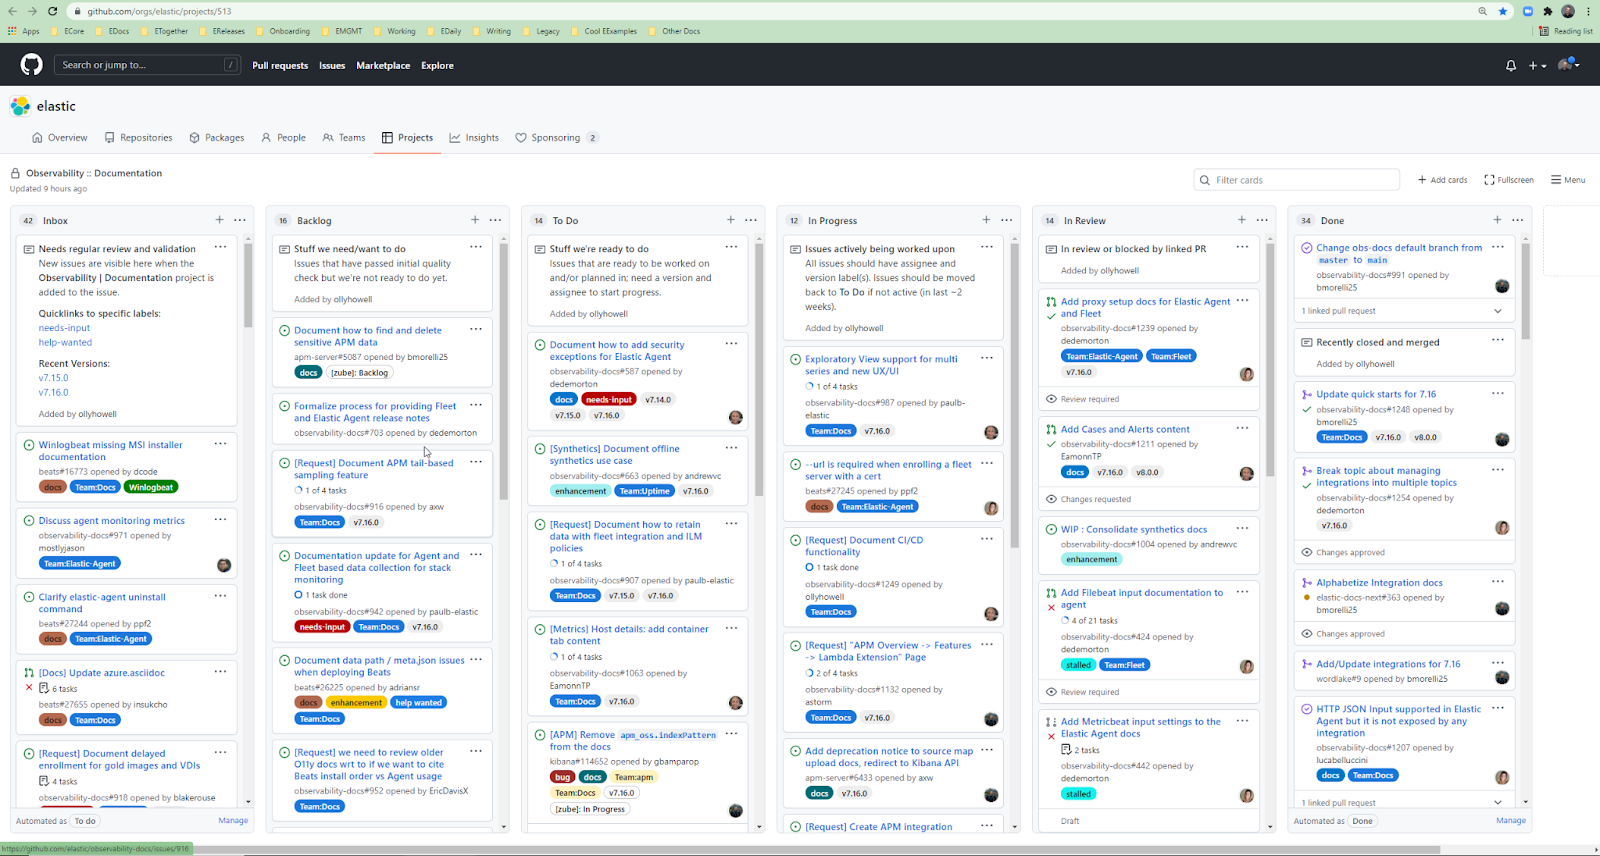 github.com/orgs/elastic/projects/513
Apps
ECore
EDocs
ETogether
EReleases
Onboarding
EMGMT
Working
EDaily
Writing
Legacy
Cool EExamples
Other Docs
Reading list
Search or jump to...
/
Pull requests
Issues
Marketplace
Explore
elastic
Overview
Repositories
Packages
People
Teams
Projects
Insights
Sponsoring 2
Observability :: Documentation
Updated 9 hours ago
Filter cards
Add cards
Fullscreen
Menu
42 Inbox
Needs regular review and validation
New issues are visible here when the
Observability | Documentation project is
added to the issue.
Quicklinks to specific labels:
needs-input
help-wanted
Recent Versions:
v7.15.0
v7.16.0
Added by ollyhowell
Winlogbeat missing MSI installer
documentation
beats#16773 opened by dcode
docs Team:Docs Winlogbeat
Discuss agent monitoring metrics
observability-docs#971 opened by
mostlyjason
Team:Elastic-Agent
Clarify elastic-agent uninstall
command
beats#27244 opened by ppf2
docs Team:Elastic-Agent
[Docs] Update azure.asciidoc
6 tasks
beats#27655 opened by insukcho
docs Team:Docs
[Request] Document delayed
enrollment for gold images and VDIs
4 tasks
observability-docs#918 opened by blakerouse
Automated as To do
Manage
16 Backlog
Stuff we need/want to do
Issues that have passed initial quality
check but we're not ready to do yet.
Added by ollyhowell
Document how to find and delete
sensitive APM data
apm-server#5087 opened by bmorelli25
docs [zube]: Backlog
Formalize process for providing Fleet
and Elastic Agent release notes
observability-docs#703 opened by dedemorton
[Request] Document APM tail-based
sampling feature
1 of 4 tasks
observability-docs#916 opened by axw
Team:Docs v7.16.0
Documentation update for Agent and
Fleet based data collection for stack
monitoring
1 task done
observability-docs#942 opened by paulb-elastic
needs-input Team:Docs v7.16.0
Document data path / meta.json issues
when deploying Beats
beats#26225 opened by adriansr
docs enhancement help wanted
Team:Docs
[Request] we need to review older
O11y docs wrt to if we want to cite
Beats install order vs Agent usage
observability-docs#952 opened by EricDavisX
Team:Docs
14 To Do
Stuff we're ready to do
Issues that are ready to be worked on
and/or planned in; need a version and
assignee to start progress.
Added by ollyhowell
Document how to add security
exceptions for Elastic Agent
observability-docs#587 opened by
dedemorton
docs needs-input v7.14.0
v7.15.0 v7.16.0
[Synthetics] Document offline
synthetics use case
observability-docs#663 opened by andrewvc
enhancement Team:Uptime v7.16.0
[Request] Document how to retain
data with fleet integration and ILM
policies
1 of 4 tasks
observability-docs#907 opened by paulb-elastic
Team:Docs v7.15.0 v7.16.0
[Metrics] Host details: add container
tab content
1 of 4 tasks
observability-docs#1063 opened by
EamonnTP
Team:Docs v7.16.0
[APM] Remove apm_oss.indexPattern
from the docs
kibana#114652 opened by gbamparop
bug docs Team:apm
Team:Docs v7.16.0
[zube]: In Progress
12 In Progress
Issues actively being worked upon
All issues should have assignee and
version label(s). Issues should be moved
back to To Do if not active (in last ~2
weeks).
Added by ollyhowell
Exploratory View support for multi
series and new UX/UI
1 of 4 tasks
observability-docs#987 opened by paulb-
elastic
Team:Docs v7.16.0
--url is required when enrolling a fleet
server with a cert
beats#27245 opened by ppf2
docs Team:Elastic-Agent
[Request] Document CI/CD
functionality
1 task done
observability-docs#1249 opened by
ollyhowell
Team:Docs
[Request] "APM Overview -> Features
-> Lambda Extension" Page
2 of 4 tasks
observability-docs#1132 opened by
astorm
Team:Docs v7.16.0
Add deprecation notice to source map
upload docs, redirect to Kibana API
apm-server#6433 opened by axw
docs v7.16.0
[Request] Create APM integration
14 In Review
In review or blocked by linked PR
Added by ollyhowell
Add proxy setup docs for Elastic Agent
and Fleet
observability-docs#1239 opened by
dedemorton
Team:Elastic-Agent Team:Fleet
v7.16.0
Review required
Add Cases and Alerts content
observability-docs#1211 opened by
EamonnTP
docs v7.16.0 v8.0.0
Changes requested
WIP : Consolidate synthetics docs
observability-docs#1004 opened by andrewvc
enhancement
Add Filebeat input documentation to
agent
4 of 21 tasks
observability-docs#424 opened by
dedemorton
stalled Team:Fleet
Review required
Add Metricbeat input settings to the
Elastic Agent docs
2 tasks
observability-docs#442 opened by
dedemorton
stalled
Draft
34 Done
Change obs-docs default branch from
master to main
observability-docs#991 opened by
bmorelli25
1 linked pull request
Recently closed and merged
Added by ollyhowell
Update quick starts for 7.16
observability-docs#1248 opened by
bmorelli25
Team:Docs v7.16.0 v8.0.0
Break topic about managing
integrations into multiple topics
observability-docs#1254 opened by
dedemorton
v7.16.0
Changes approved
Alphabetize Integration docs
elastic-docs-next#363 opened by
bmorelli25
Changes approved
Add/Update integrations for 7.16
wordlake#9 opened by bmorelli25
HTTP JSON Input supported in Elastic
Agent but it is not exposed by any
integration
observability-docs#1207 opened by
lucabelluccini
docs Team:Docs
1 linked pull request
Automated as Done
Manage
https://github.com/elastic/observability-docs/issues/916